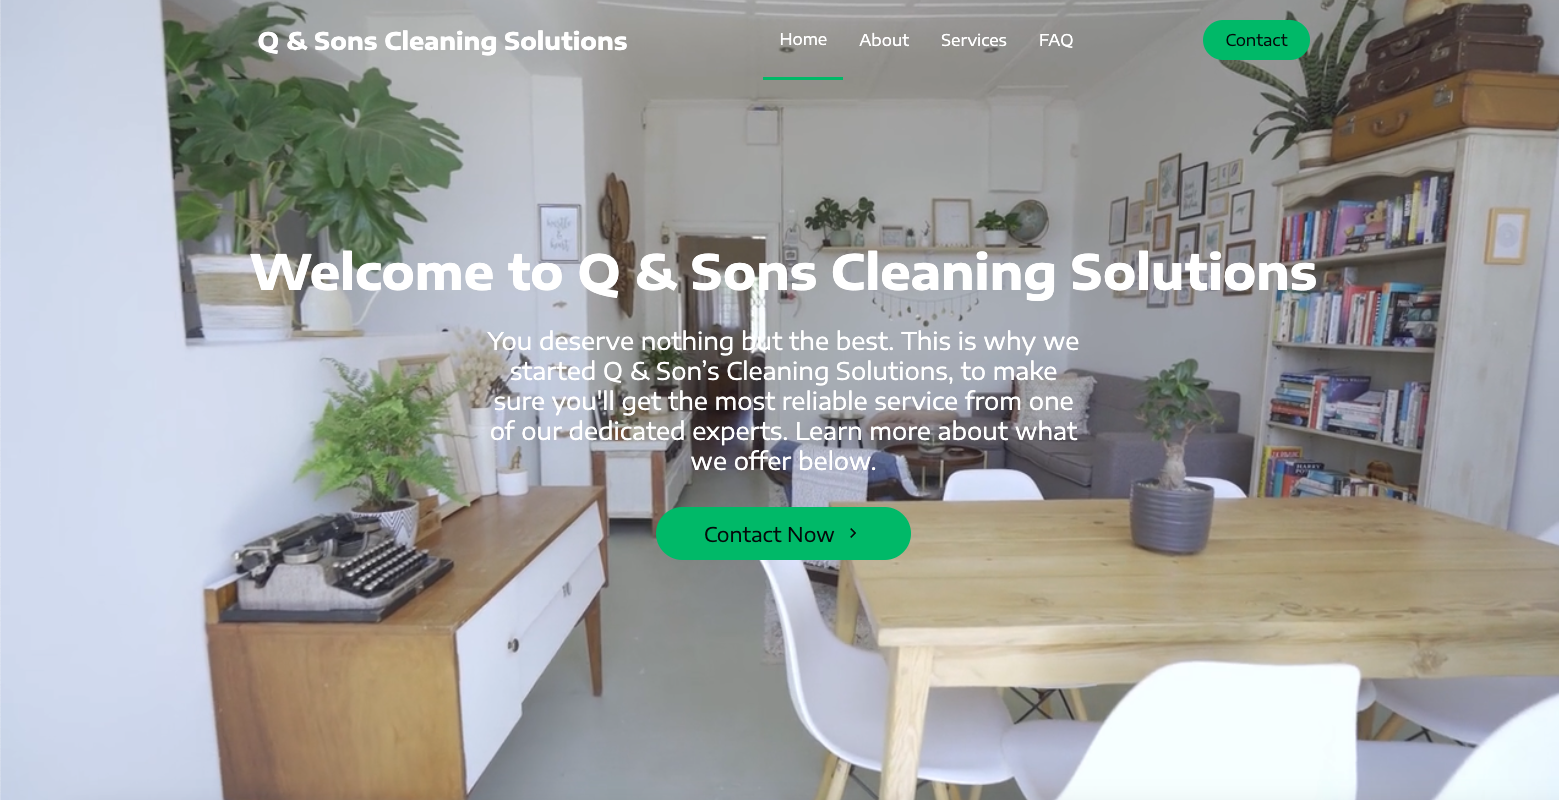 Q & Sons Cleaning Solutions
Home About Services FAQ
Contact
Welcome to Q & Sons Cleaning Solutions
You deserve nothing but the best. This is why we
started Q & Son’s Cleaning Solutions, to make
sure you'll get the most reliable service from one
of our dedicated experts. Learn more about what
we offer below.
Contact Now
HARRY